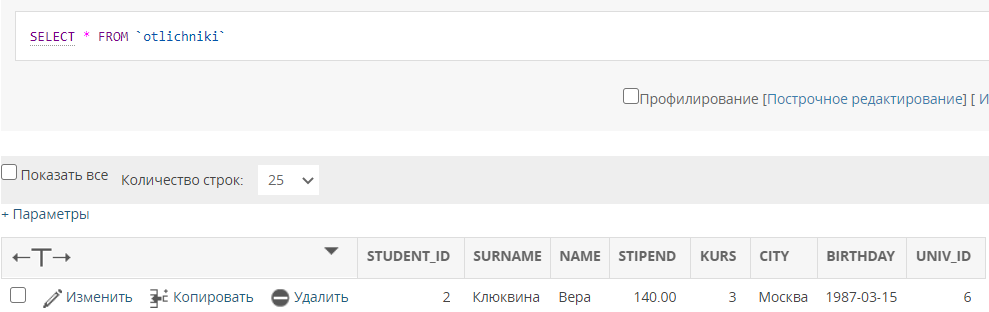 SELECT * FROM `otlichniki`
Профилирование [Построчное редактирование] [ И
Показать все Количество строк: 25
+ Параметры
←T→ STUDENT_ID SURNAME NAME STIPEND KURS CITY BIRTHDAY UNIV_ID
Изменить Копировать Удалить 2 Клюквина Вера 140.00 3 Москва 1987-03-15 6